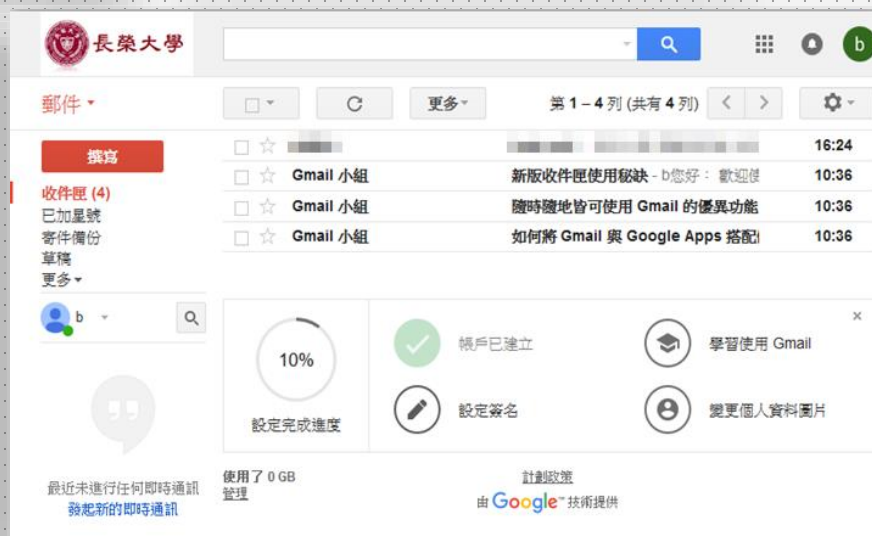 長榮大學
b
郵件
更多
第 1 – 4 列 (共有 4 列)
撰寫
收件匣 (4)
已加星號
寄件備份
草稿
更多
b
16:24
Gmail 小組 新版收件匣使用秘訣 - b您好： 歡迎使 10:36
Gmail 小組 隨時隨地皆可使用 Gmail 的優異功能 10:36
Gmail 小組 如何將 Gmail 與 Google Apps 搭配 10:36
10%
設定完成進度
帳戶已建立
學習使用 Gmail
設定簽名
變更個人資料圖片
最近未進行任何即時通訊
發起新的即時通訊
使用了 0 GB
管理
計劃政策
由 Google™ 技術提供